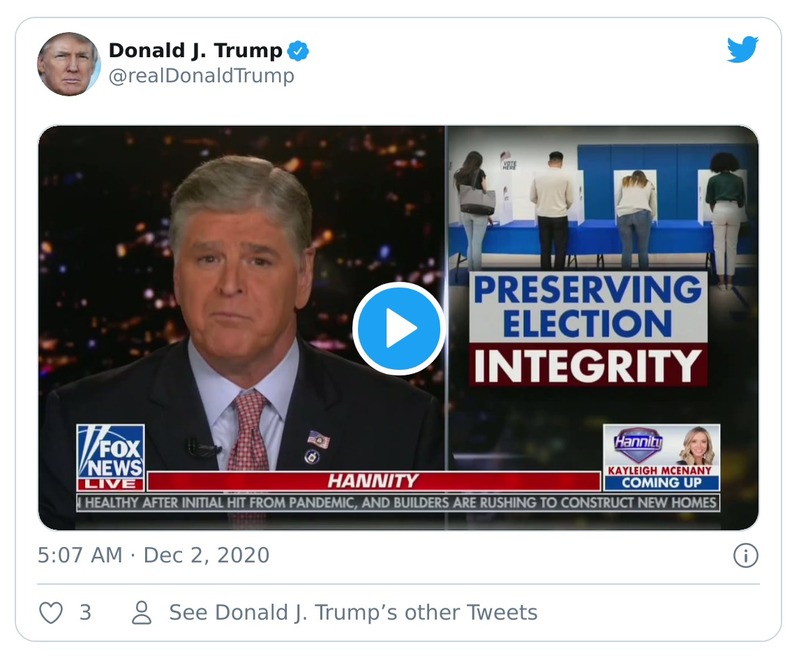 Donald J. Trump
@realDonaldTrump
VOTE HERE
PRESERVING
ELECTION
INTEGRITY
FOX
NEWS
LIVE
HANNITY
Hannity
KAYLEIGH MCENANY
COMING UP
HEALTHY AFTER INITIAL HIT FROM PANDEMIC, AND BUILDERS ARE RUSHING TO CONSTRUCT NEW HOMES
5:07 AM · Dec 2, 2020
3 See Donald J. Trump’s other Tweets